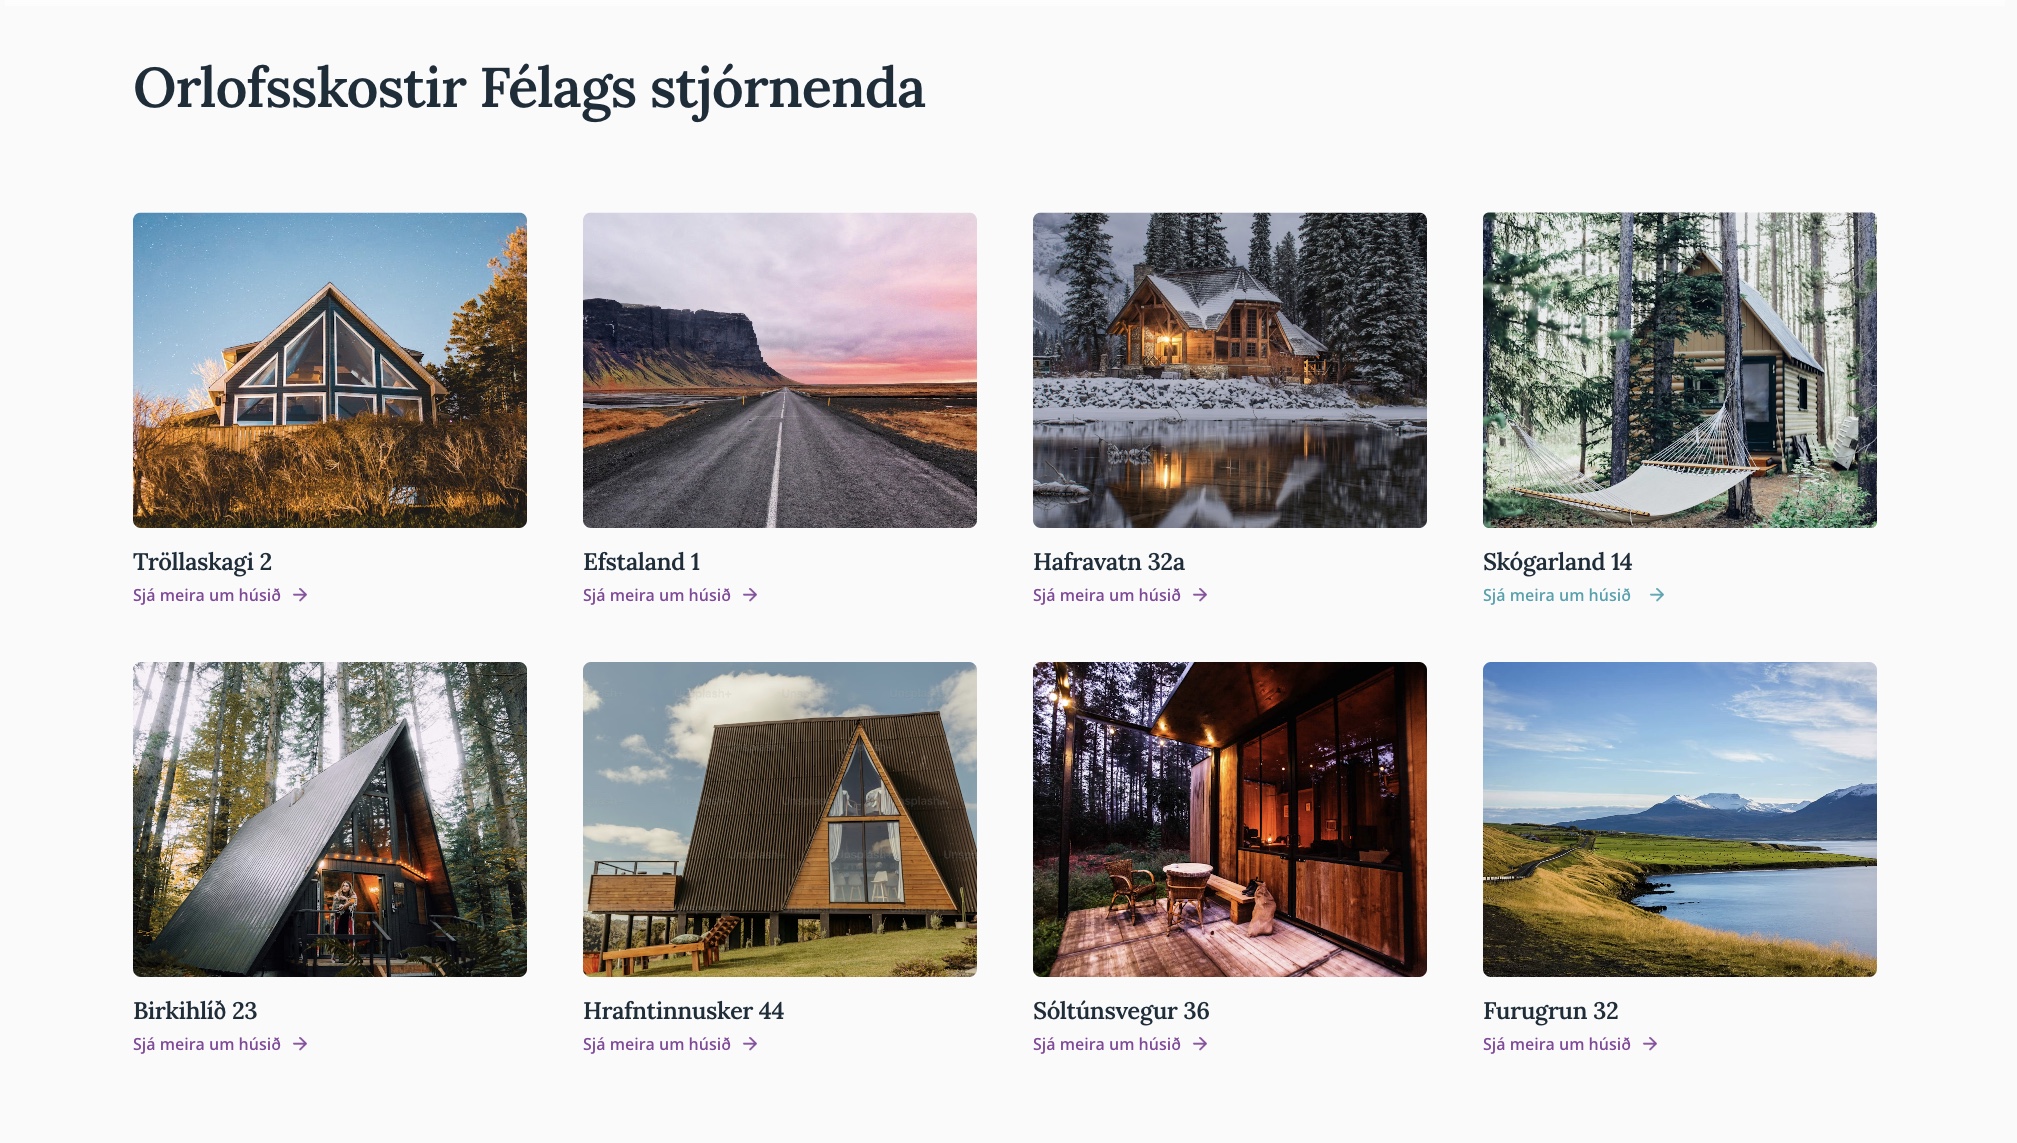 Orlofsskostir Félags stjórnenda
Tröllaskagi 2
Sjá meira um húsið →
Efstaland 1
Sjá meira um húsið →
Hafravatn 32a
Sjá meira um húsið →
Skógarland 14
Sjá meira um húsið →
Birkihlíð 23
Sjá meira um húsið →
Hrafntinnusker 44
Sjá meira um húsið →
Sóltúnsvegur 36
Sjá meira um húsið →
Furugrun 32
Sjá meira um húsið →